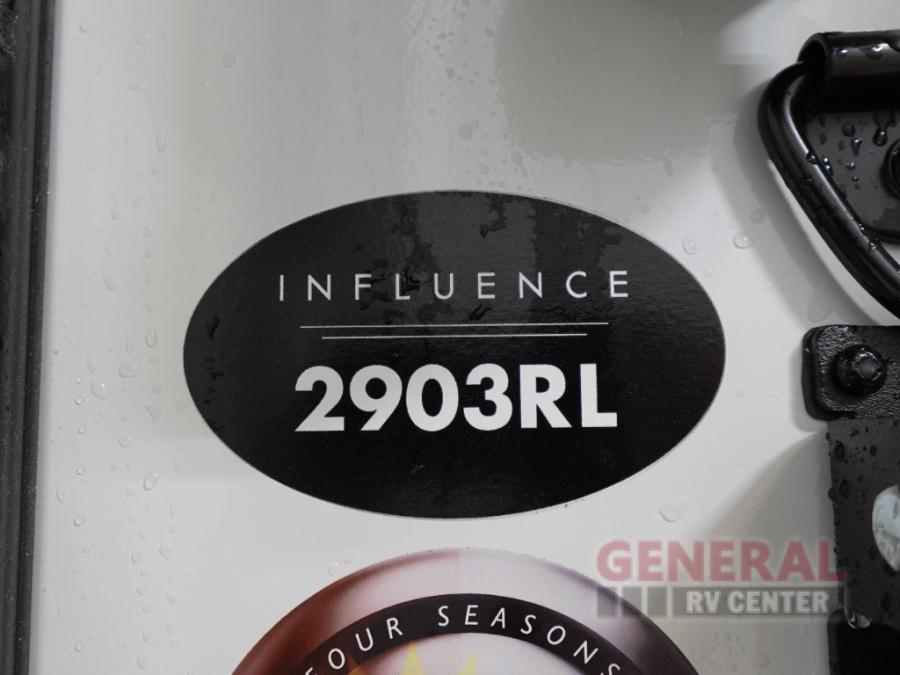 INFLUENCE
2903RL
GENERAL
RV CENTER
FOUR SEASONS